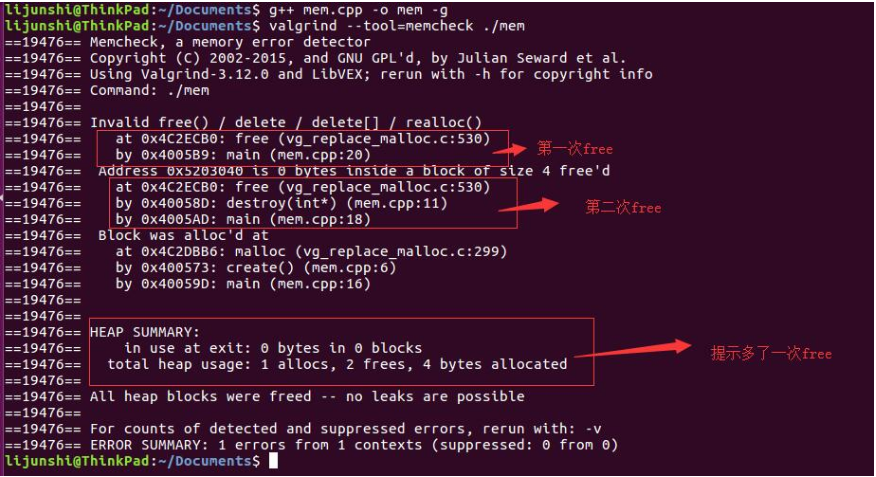 lijunshi@ThinkPad:~/Documents$ g++ mem.cpp -o mem -g
lijunshi@ThinkPad:~/Documents$ valgrind --tool=memcheck ./mem
==19476== Memcheck, a memory error detector
==19476== Copyright (C) 2002-2015, and GNU GPL'd, by Julian Seward et al.
==19476== Using Valgrind-3.12.0 and LibVEX; rerun with -h for copyright info
==19476== Command: ./mem
==19476==
==19476== Invalid free() / delete / delete[] / realloc()
==19476==    at 0x4C2ECB0: free (vg_replace_malloc.c:530)
==19476==    by 0x4005B9: main (mem.cpp:20)
第一次free
==19476==  Address 0x5203040 is 0 bytes inside a block of size 4 free'd
==19476==    at 0x4C2ECB0: free (vg_replace_malloc.c:530)
==19476==    by 0x40058D: destroy(int*) (mem.cpp:11)
==19476==    by 0x4005AD: main (mem.cpp:18)
第二次free
==19476==  Block was alloc'd at
==19476==    at 0x4C2DBB6: malloc (vg_replace_malloc.c:299)
==19476==    by 0x400573: create() (mem.cpp:6)
==19476==    by 0x40059D: main (mem.cpp:16)
==19476==
==19476==
==19476== HEAP SUMMARY:
==19476==     in use at exit: 0 bytes in 0 blocks
==19476==   total heap usage: 1 allocs, 2 frees, 4 bytes allocated
提示多了一次free
==19476==
==19476== All heap blocks were freed -- no leaks are possible
==19476==
==19476== For counts of detected and suppressed errors, rerun with: -v
==19476== ERROR SUMMARY: 1 errors from 1 contexts (suppressed: 0 from 0)
lijunshi@ThinkPad:~/Documents$